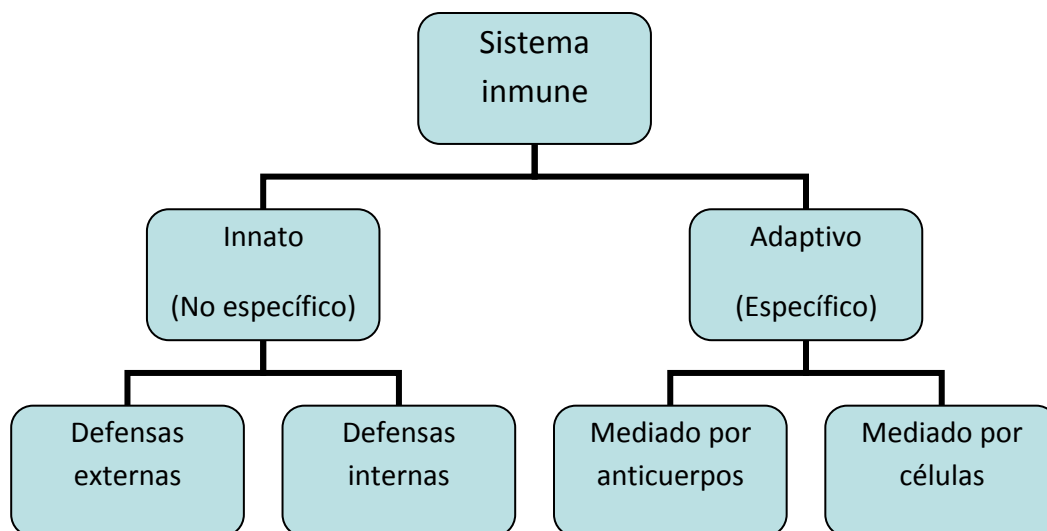 Sistema
inmune
Innato
(No específico)
Adaptivo
(Específico)
Defensas
externas
Defensas
internas
Mediado por
anticuerpos
Mediado por
células